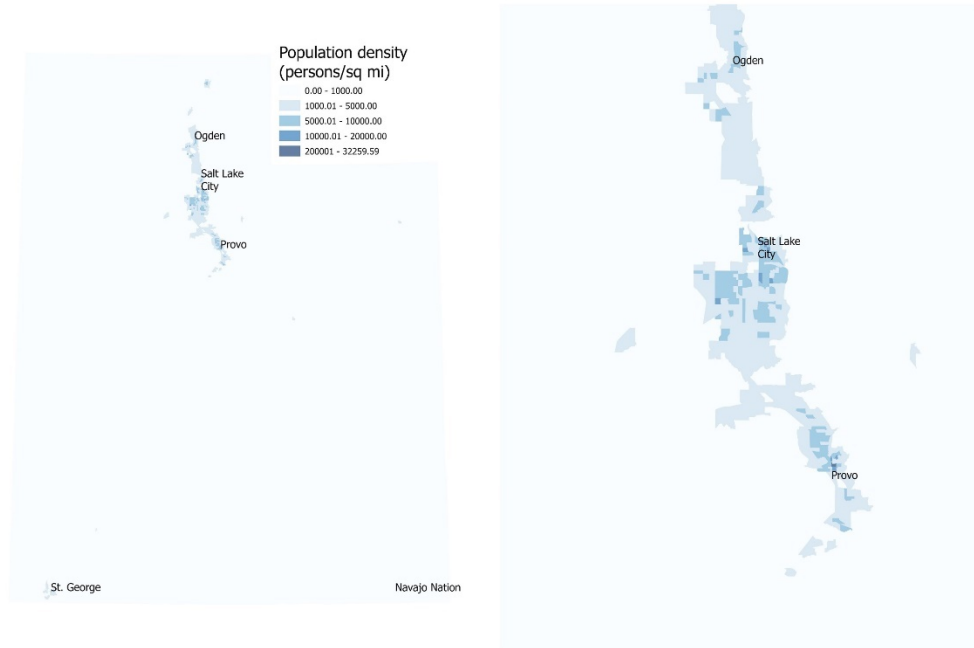 Population density
(persons/sq mi)
0.00 - 1000.00
1000.01 - 5000.00
5000.01 - 10000.00
10000.01 - 20000.00
200001 - 32259.59
Ogden
Salt Lake
City
Provo
St. George
Navajo Nation
Ogden
Salt Lake
City
Provo